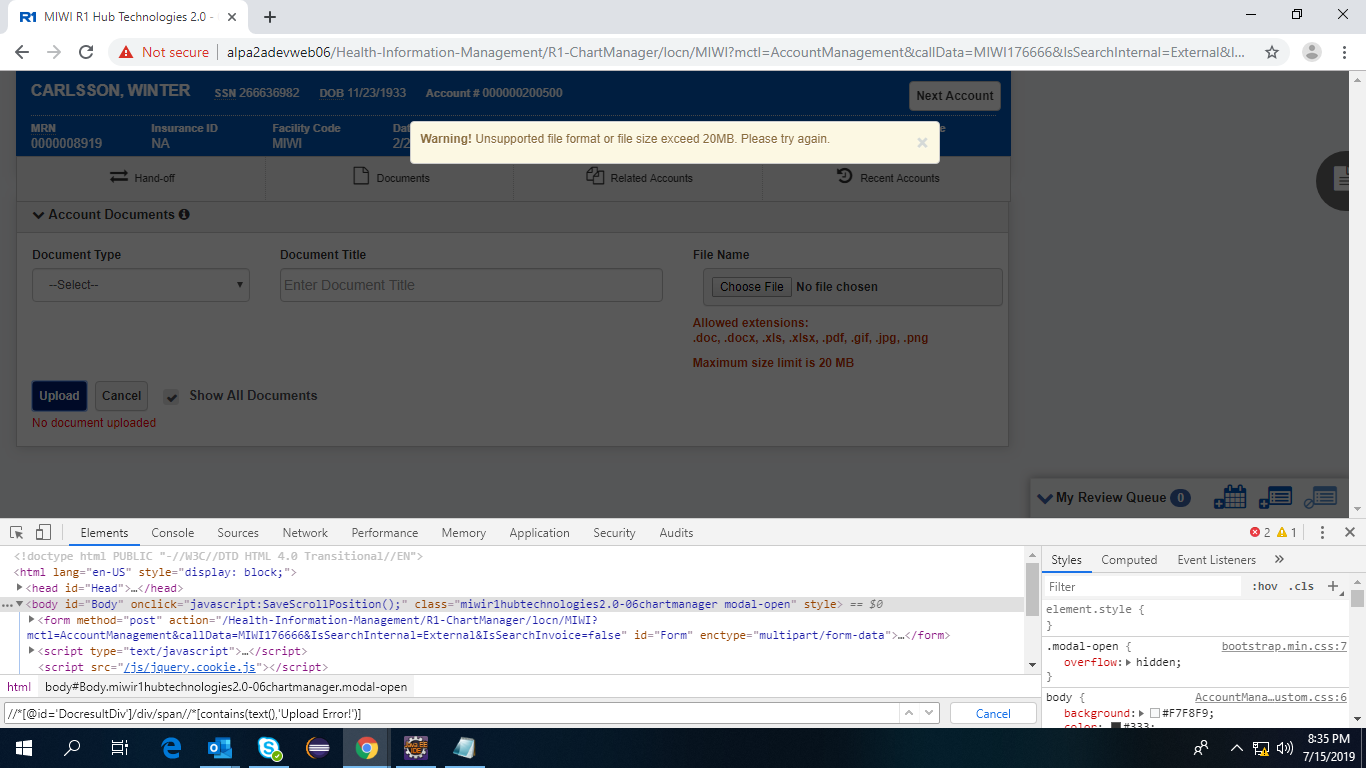 R1 MIWI R1 Hub Technologies 2.0 -
Not secure | alpa2adevweb06/Health-Information-Management/R1-ChartManager/locn/MIWI?mctl=AccountManagement&callData=MIWI176666&IsSearchInternal=External&I...
CARLSSON, WINTER SSN 266636982 DOB 11/23/1933 Account # 000000200500
Next Account
MRN Insurance ID Facility Code
0000008919 NA MIWI 2/2
Warning! Unsupported file format or file size exceed 20MB. Please try again. ×
Hand-off Documents Related Accounts Recent Accounts
Account Documents
Document Type Document Title File Name
--Select-- Enter Document Title Choose File No file chosen
Allowed extensions:
.doc, .docx, .xls, .xlsx, .pdf, .gif, .jpg, .png
Maximum size limit is 20 MB
Upload Cancel Show All Documents
No document uploaded
My Review Queue 0
Elements Console Sources Network Performance Memory Application Security Audits 2 1
<!doctype html PUBLIC "-//W3C//DTD HTML 4.0 Transitional//EN">
<html lang="en-US" style="display: block;">
<head id="Head">…</head>
<body id="Body" onclick="javascript:SaveScrollPosition();" class="miwir1hubtechnologies2.0-06chartmanager modal-open" style> == $0
<form method="post" action="/Health-Information-Management/R1-ChartManager/locn/MIWI?
mctl=AccountManagement&callData=MIWI176666&IsSearchInternal=External&IsSearchInvoice=false" id="Form" enctype="multipart/form-data">…</form>
<script type="text/javascript">…</script>
<script src="/js/jquery.cookie.js"></script>
html body#Body.miwir1hubtechnologies2.0-06chartmanager.modal-open
//*[@id='DocresultDiv']/div/span//*[contains(text(),'Upload Error!')]
Cancel
Styles Computed Event Listeners »
Filter :hov .cls +
element.style {
}
.modal-open { bootstrap.min.css:7
overflow: hidden;
}
body { AccountMana…ustom.css:6
background: #F7F8F9;
color: #333;
8:35 PM
7/15/2019